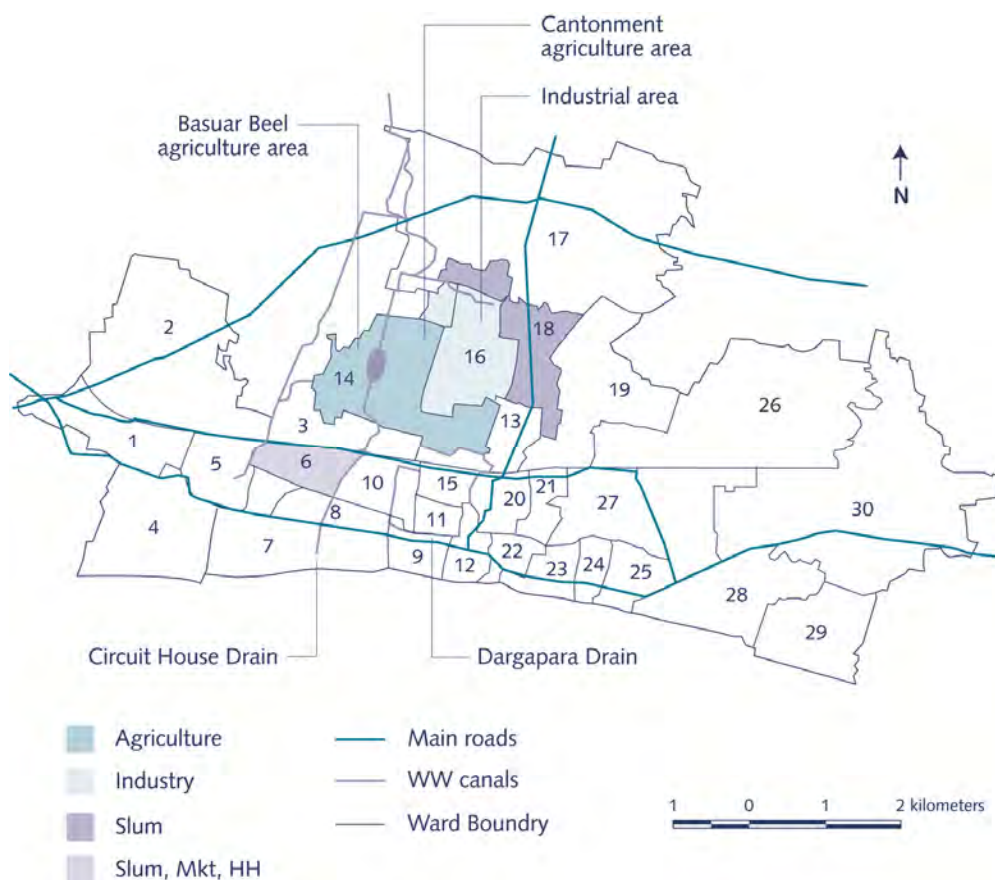 Cantonment
agriculture area
Industrial area
Basuar Beel
agriculture area
N
17
2
18
16
14
19
26
13
3
1
5
6
10
15
20
21
27
30
4
8
11
7
9
12
22
23
24
25
28
29
Circuit House Drain
Dargapara Drain
Agriculture
Industry
Slum
Slum, Mkt, HH
Main roads
WW canals
Ward Boundry
1 0 1 2 kilometers